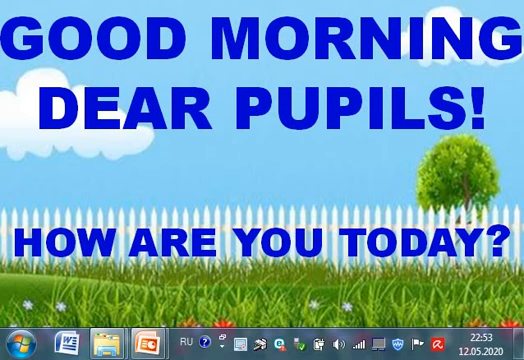 GOOD MORNING
DEAR PUPILS!
HOW ARE YOU TODAY?
RU
22:53
12.05.2020